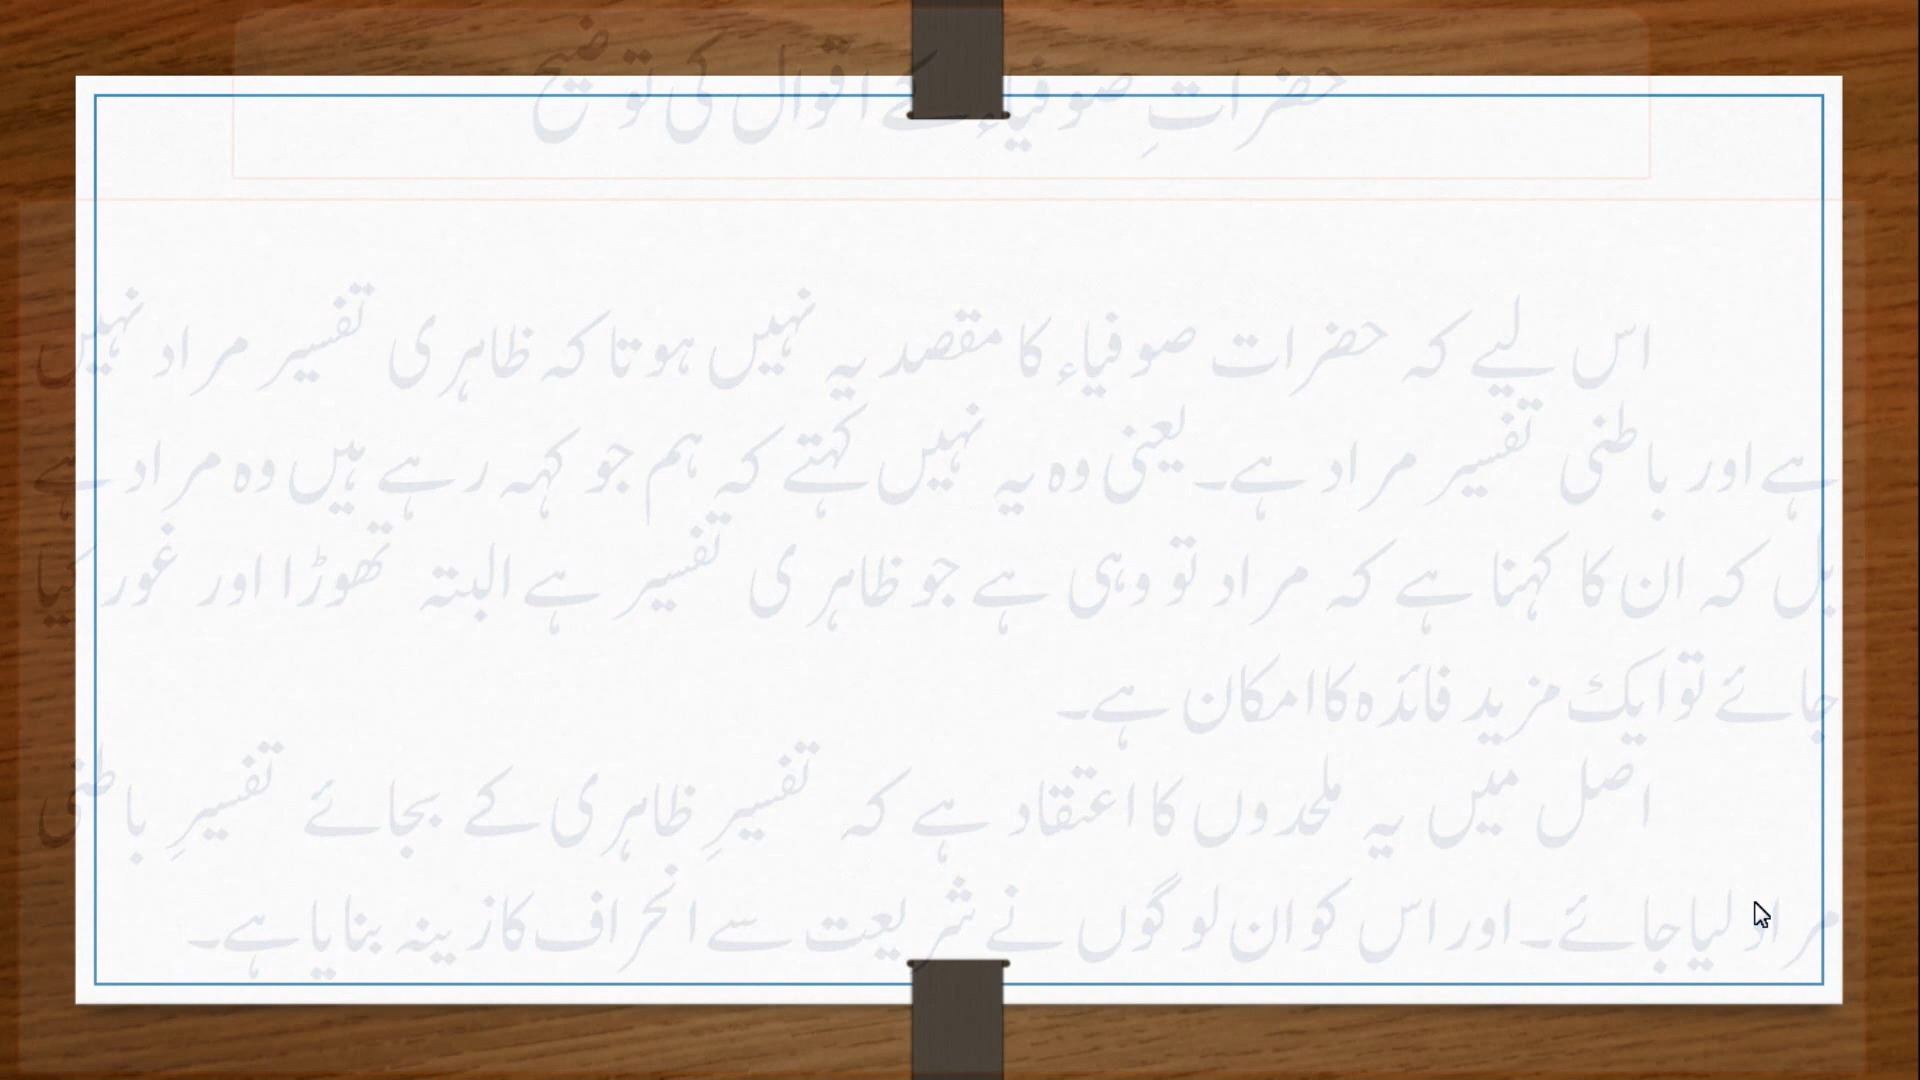 حضراتِ صوفیاء کے اقوال کی توضیح
اس لیے کہ حضرات صوفیاء کا مقصد یہ نہیں ہوتا کہ ظاہری تفسیر مراد نہیں
ہے اور باطنی تفسیر مراد ہے۔ یعنی وہ یہ نہیں کہتے کہ ہم جو کہہ رہے ہیں وہ مراد ہے
بل کہ ان کا کہنا ہے کہ مراد تو وہی ہے جو ظاہری تفسیر ہے البتہ تھوڑا اور غور کیا
جائے تو ایک مزید فائدہ کا امکان ہے۔
اصل میں یہ ملحدوں کا اعتقاد ہے کہ تفسیرِ ظاہری کے بجائے تفسیرِ باطنی
مراد لیا جائے۔ اور اس کو ان لوگوں نے شریعت سے انحراف کا زینہ بنایا ہے۔